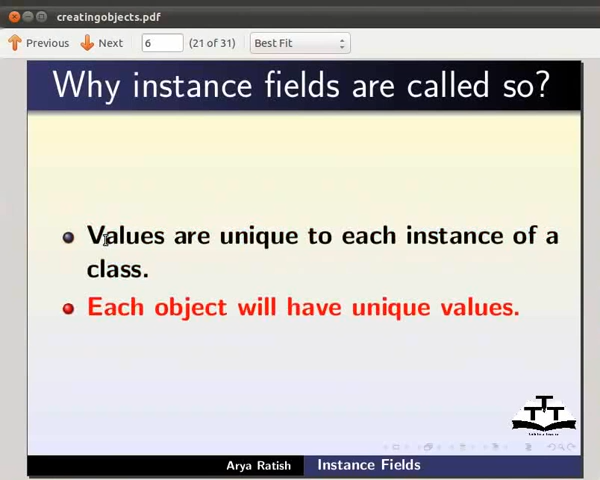 creatingobjects.pdf
Previous Next 6 (21 of 31) Best Fit
Why instance fields are called so?
Values are unique to each instance of a
class.
Each object will have unique values.
TTT
Arya Ratish Instance Fields